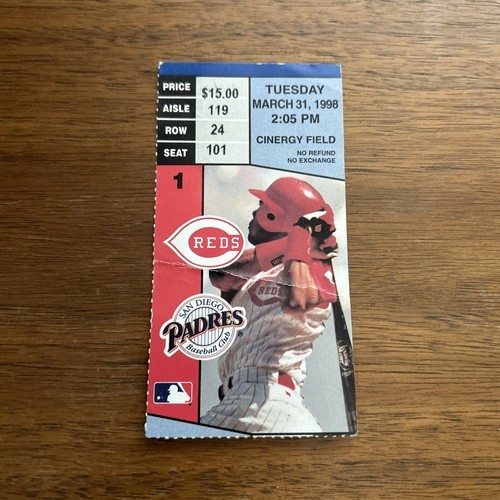 PRICE $15.00
AISLE 119
ROW 24
SEAT 101
TUESDAY
MARCH 31, 1998
2:05 PM
CINERGY FIELD
NO REFUND
NO EXCHANGE
1
REDS
REDS
SAN DIEGO
PADRES
Baseball Club